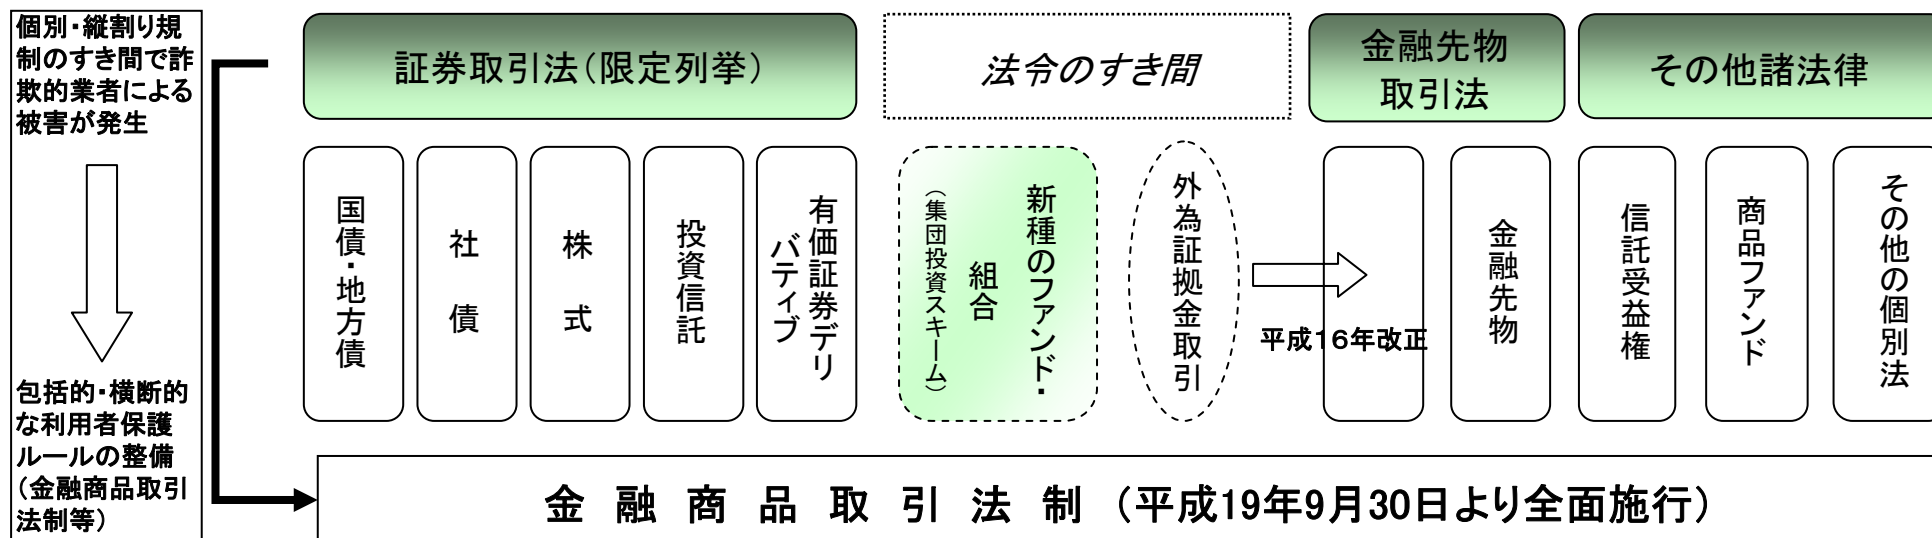 個別・縦割り規
制のすき間で詐
欺的業者による
被害が発生
包括的・横断的
な利用者保護
ルールの整備
（金融商品取引
法制等）
証券取引法（限定列挙）
法令のすき間
金融先物
取引法
その他諸法律
国債・地方債
社債
株式
投資信託
有価証券デリ
バティブ
新種のファンド・
組合
（集団投資スキーム）
外為証拠金取引
平成１６年改正
金融先物
信託受益権
商品ファンド
その他の個別法
金融商品取引法制（平成19年9月30日より全面施行）